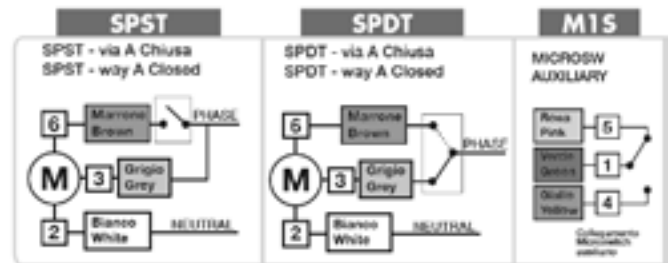 SPST
SPST - via A Chiusa
SPST - way A Closed
6
Marrone
Brown
PHASE
M
3
Grigio
Grey
2
Bianco
White
NEUTRAL
SPDT
SPDT - via A Chiusa
SPDT - way A Closed
6
Marrone
Brown
PHASE
M
3
Grigio
Grey
2
Bianco
White
NEUTRAL
M1S
MICROSW
AUXILIARY
Rosa
Pink
5
Verde
Green
1
Giallo
Yellow
4
Collegamento
Microswitch